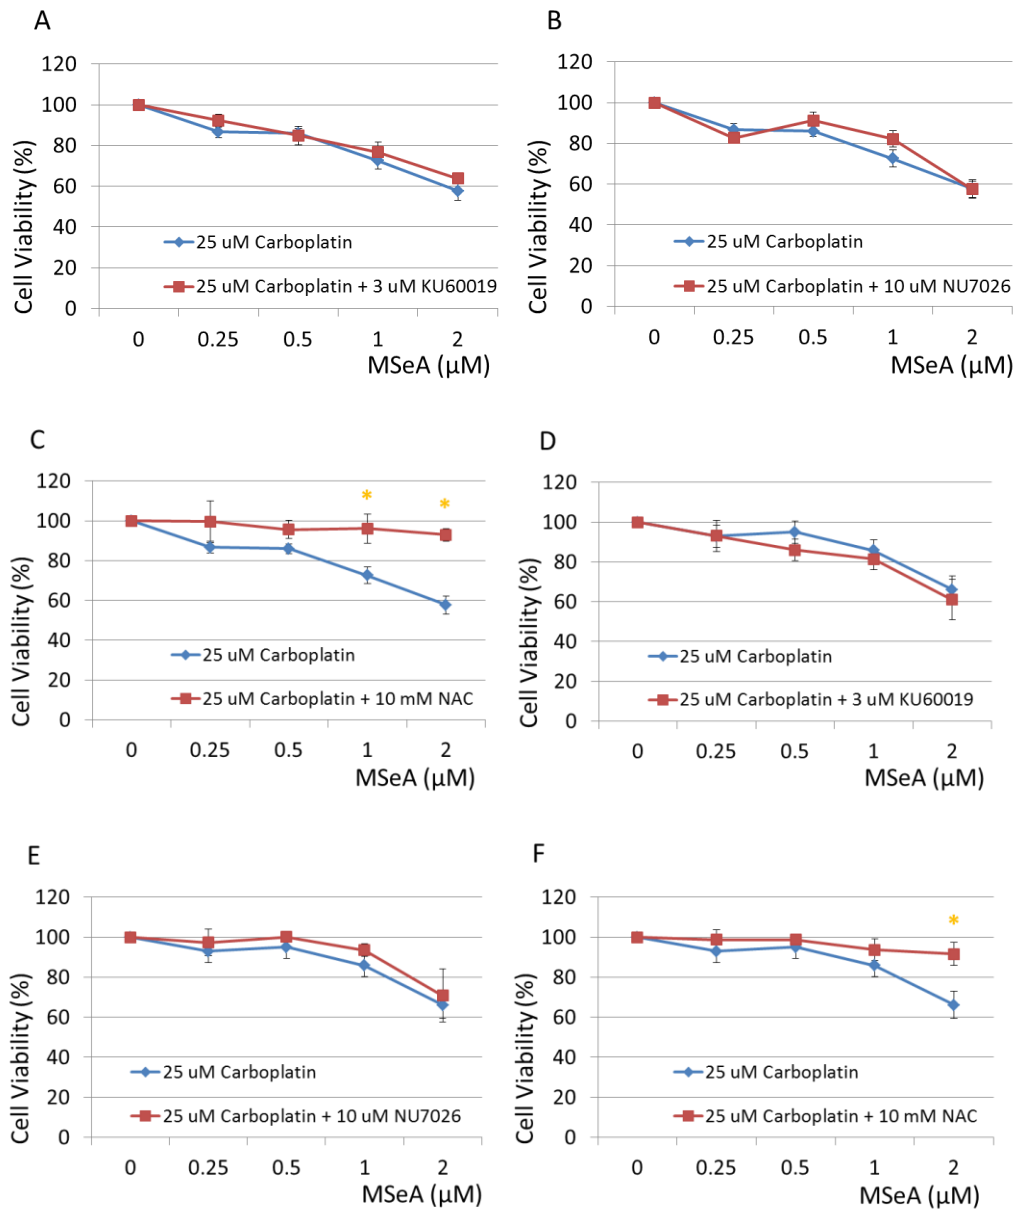 A
120
100
80
60
40
20
0
Cell Viability (%)
25 uM Carboplatin
25 uM Carboplatin + 3 uM KU60019
0 0.25 0.5 1 2
MSeA (μM)
B
120
100
80
60
40
20
0
Cell Viability (%)
25 uM Carboplatin
25 uM Carboplatin + 10 uM NU7026
0 0.25 0.5 1 2
MSeA (μM)
C
120
100
80
60
40
20
0
Cell Viability (%)
* *
25 uM Carboplatin
25 uM Carboplatin + 10 mM NAC
0 0.25 0.5 1 2
MSeA (μM)
D
120
100
80
60
40
20
0
Cell Viability (%)
25 uM Carboplatin
25 uM Carboplatin + 3 uM KU60019
0 0.25 0.5 1 2
MSeA (μM)
E
120
100
80
60
40
20
0
Cell Viability (%)
25 uM Carboplatin
25 uM Carboplatin + 10 uM NU7026
0 0.25 0.5 1 2
MSeA (μM)
F
120
100
80
60
40
20
0
Cell Viability (%)
*
25 uM Carboplatin
25 uM Carboplatin + 10 mM NAC
0 0.25 0.5 1 2
MSeA (μM)